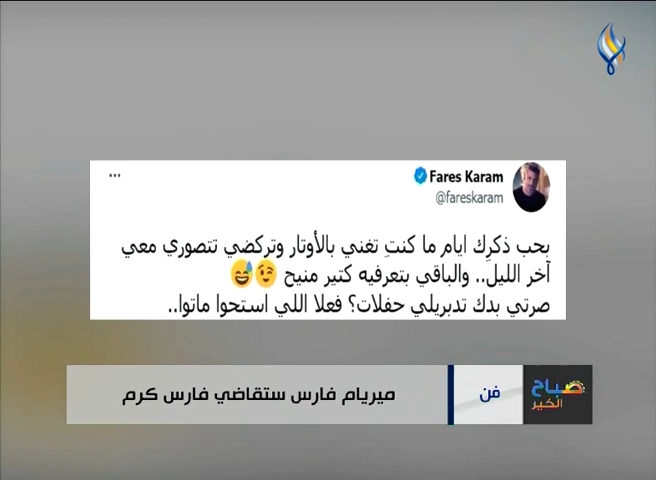 Fares Karam
@fareskaram
بحب ذكرِك ايام ما كنتِ تغني بالأوتار وتركضي تتصوري معي
آخر الليل.. والباقي بتعرفيه كتير منيح 😉😅
صرتي بدك تدبريلي حفلات؟ فعلا اللي استحوا ماتوا..
صباح الخير
فن
ميريام فارس ستقاضي فارس كرم